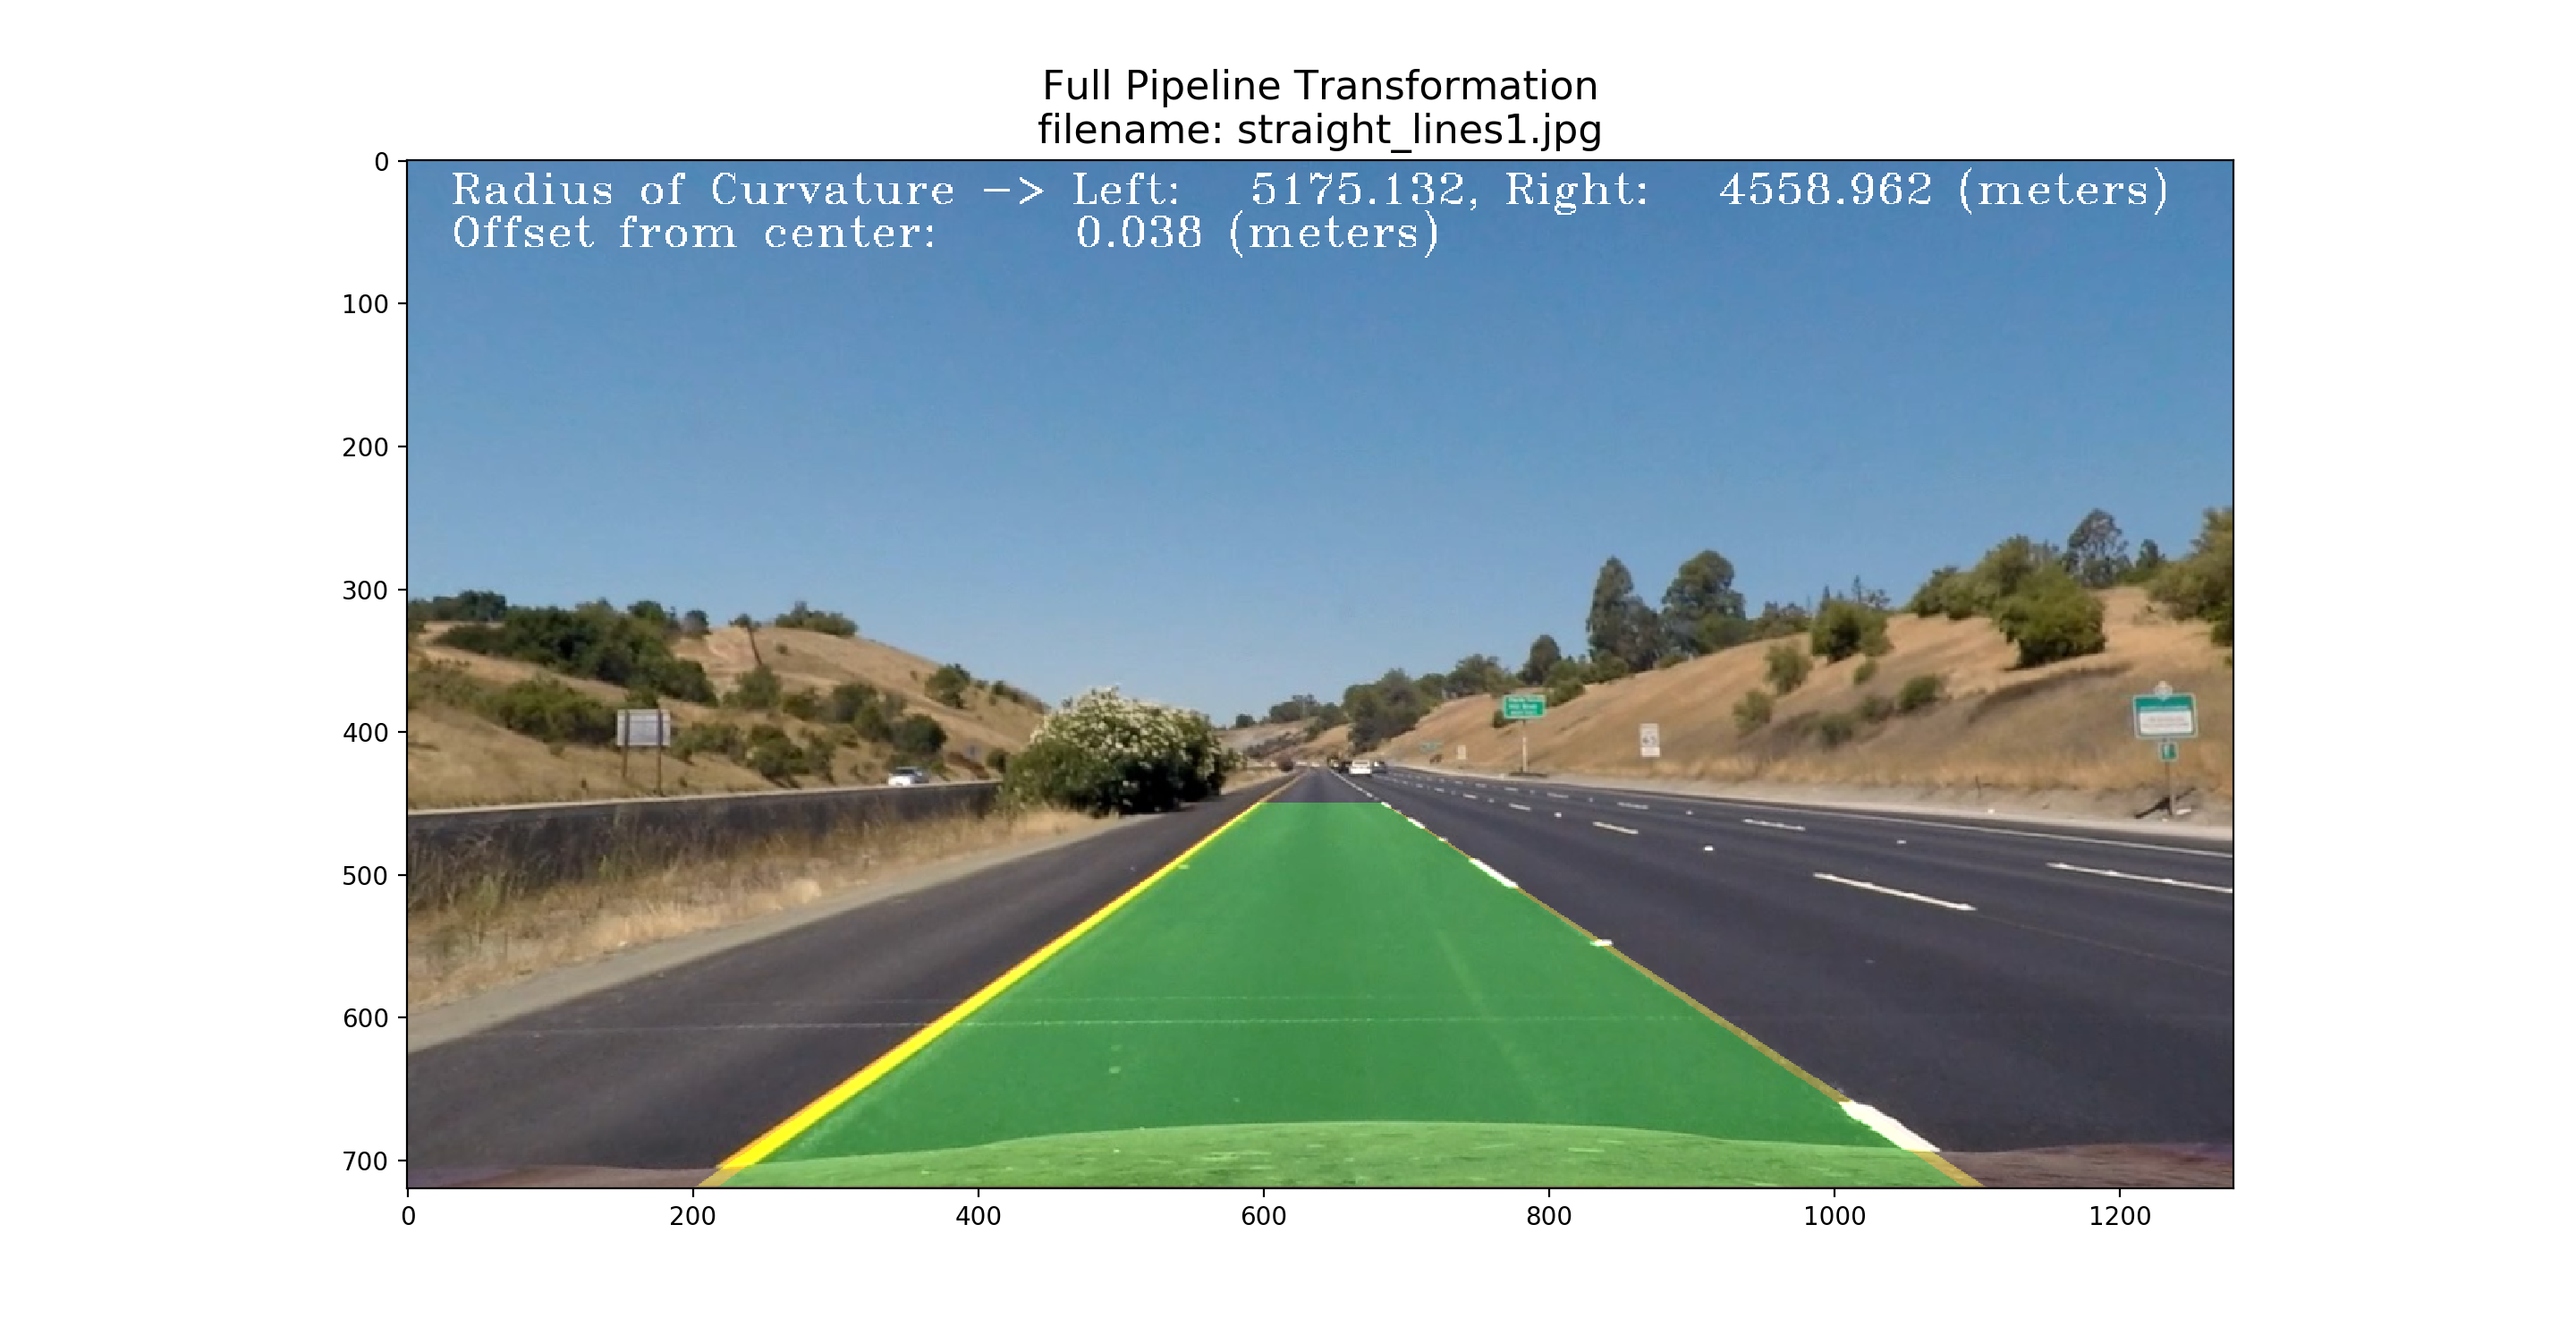 Full Pipeline Transformation
filename: straight_lines1.jpg
Radius of Curvature -> Left: 5175.132, Right: 4558.962 (meters)
Offset from center: 0.038 (meters)
0
100
200
300
400
500
600
700
0 200 400 600 800 1000 1200